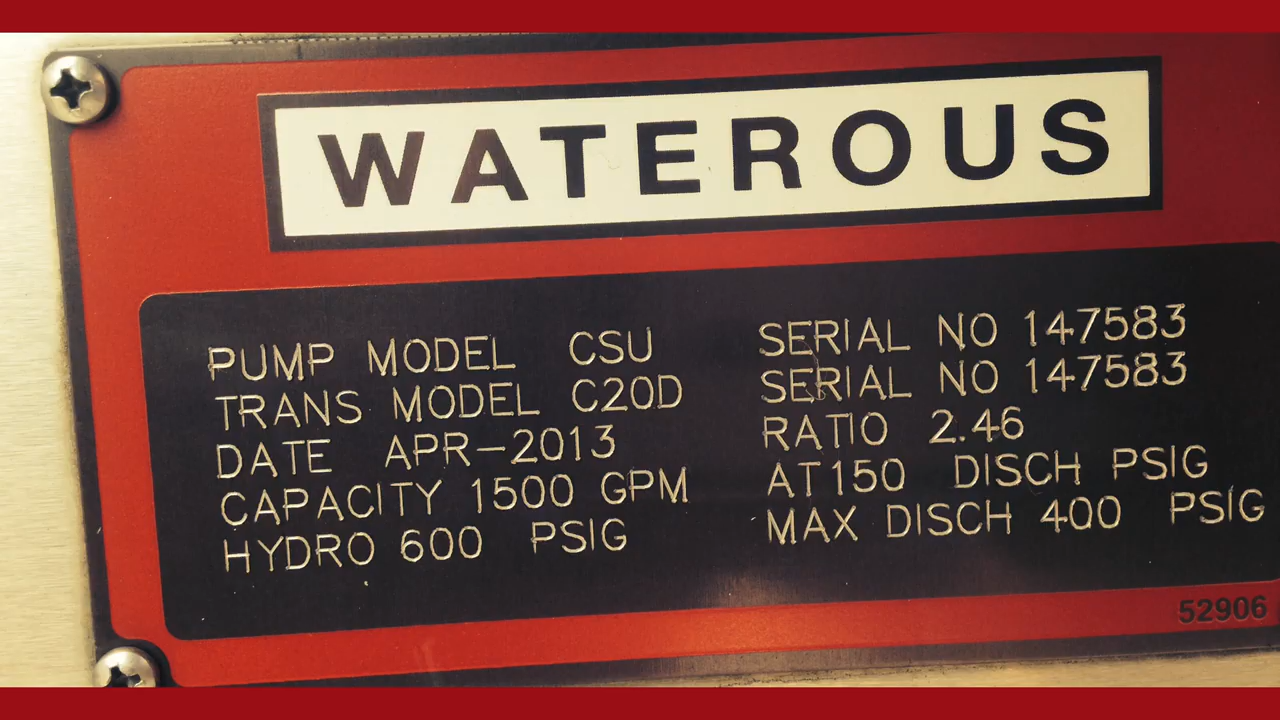 WATEROUS
PUMP MODEL CSU SERIAL NO 147583
TRANS MODEL C20D SERIAL NO 147583
DATE APR-2013 RATIO 2.46
CAPACITY 1500 GPM AT150 DISCH PSIG
HYDRO 600 PSIG MAX DISCH 400 PSIG
52906